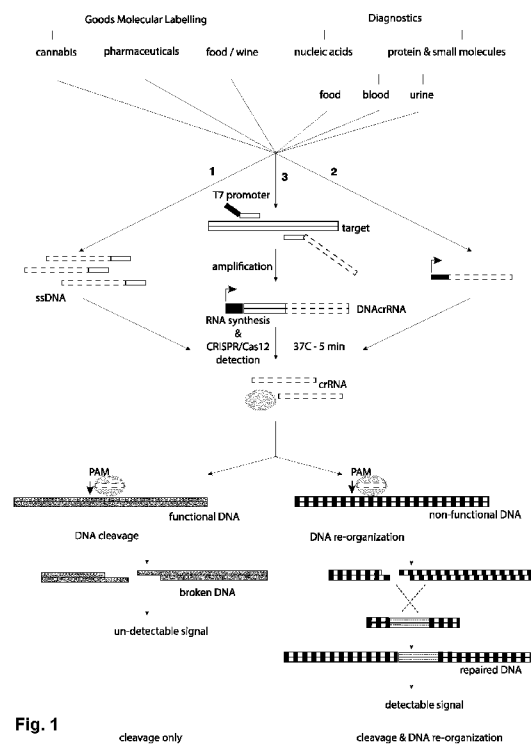 Goods Molecular Labelling
Diagnostics
cannabis
pharmaceuticals
food / wine
nucleic acids
protein & small molecules
food
blood
urine
1
3
2
T7 promoter
target
amplification
ssDNA
DNAcrRNA
RNA synthesis
&
CRISPR/Cas12
detection
37C - 5 min
crRNA
PAM
PAM
functional DNA
non-functional DNA
DNA cleavage
DNA re-organization
broken DNA
un-detectable signal
repaired DNA
detectable signal
Fig. 1
cleavage only
cleavage & DNA re-organization